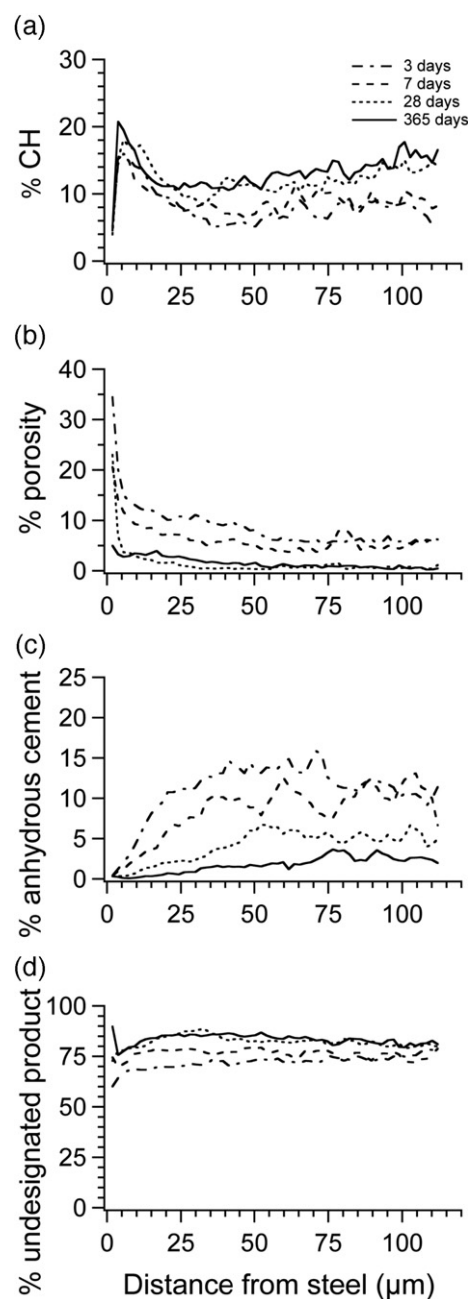 (a)
30
20
10
0
% CH
3 days
7 days
28 days
365 days
0 25 50 75 100
(b)
40
30
20
10
0
% porosity
0 25 50 75 100
(c)
25
20
15
10
5
0
% anhydrous cement
0 25 50 75 100
(d)
100
75
50
25
0
% undesignated product
0 25 50 75 100
Distance from steel (μm)